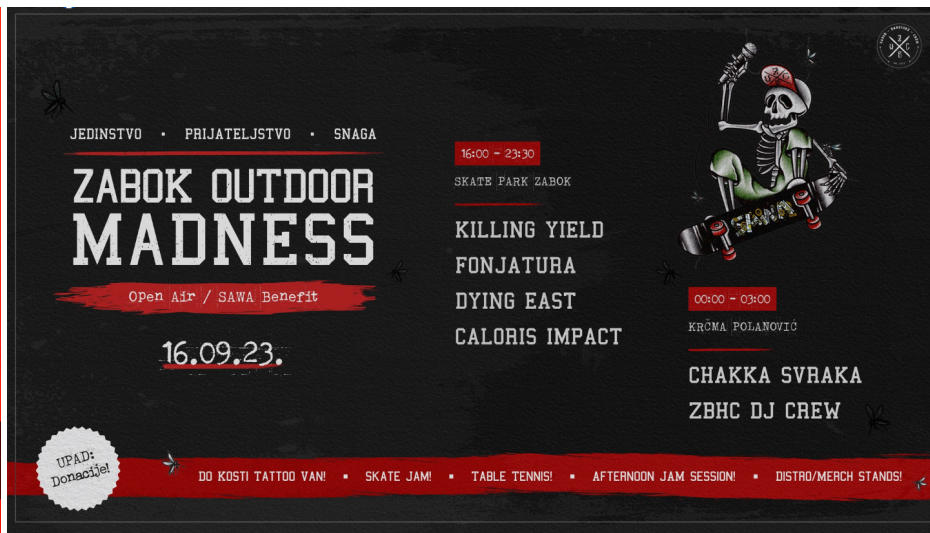 JEDINSTVO • PRIJATELJSTVO • SNAGA
ZABOK OUTDOOR
MADNESS
Open Air / SAWA Benefit
16.09.23.
16:00 - 23:30
SKATE PARK ZABOK
KILLING YIELD
FONJATURA
DYING EAST
CALORIS IMPACT
00:00 - 03:00
KRČMA POLANOVIĆ
CHAKKA SVRAKA
ZBHC DJ CREW
UPAD:
Donacije!
DO KOSTI TATTOO VAN! ▪ SKATE JAM! ▪ TABLE TENNIS! ▪ AFTERNOON JAM SESSION! ▪ DISTRO/MERCH STANDS!